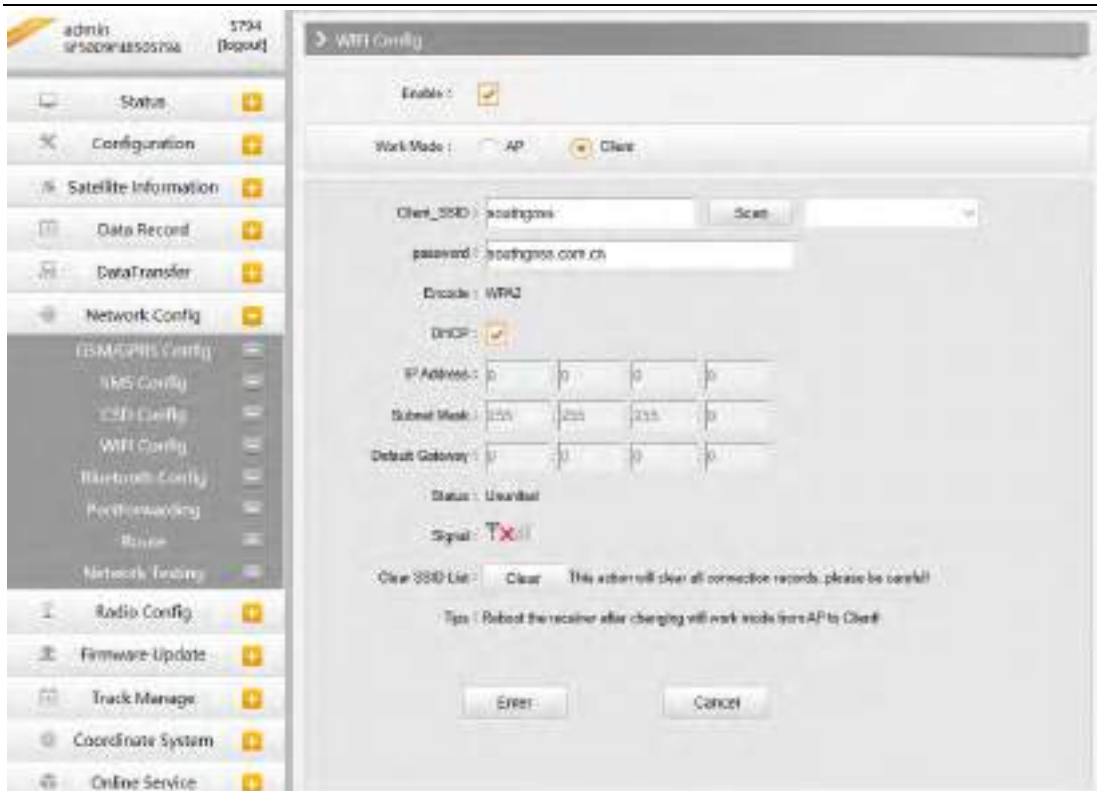 admin
5794
[logout]
Status
Configuration
Satellite Information
Data Record
DataTransfer
Network Config
GSM/GPRS Config
SMS Config
CSD Config
WIFI Config
Bluetooth Config
Portforwarding
Route
Network Testing
Radio Config
Firmware Update
Track Manage
Coordinate System
Online Service
WIFI Config
Enable :
Work Mode : AP Client
Client_SSID : southgnss Scan
password : southgnss.com.cn
Encode : WPA2
DHCP :
IP Address : 0 0 0 0
Subnet Mask : 255 255 255 0
Default Gateway : 0 0 0 0
Status : Ununited
Signal :
Clear SSID List : Clear This action will clear all connection records, please be careful!
Tips : Reboot the receiver after changing wifi work mode from AP to Client!
Enter Cancel